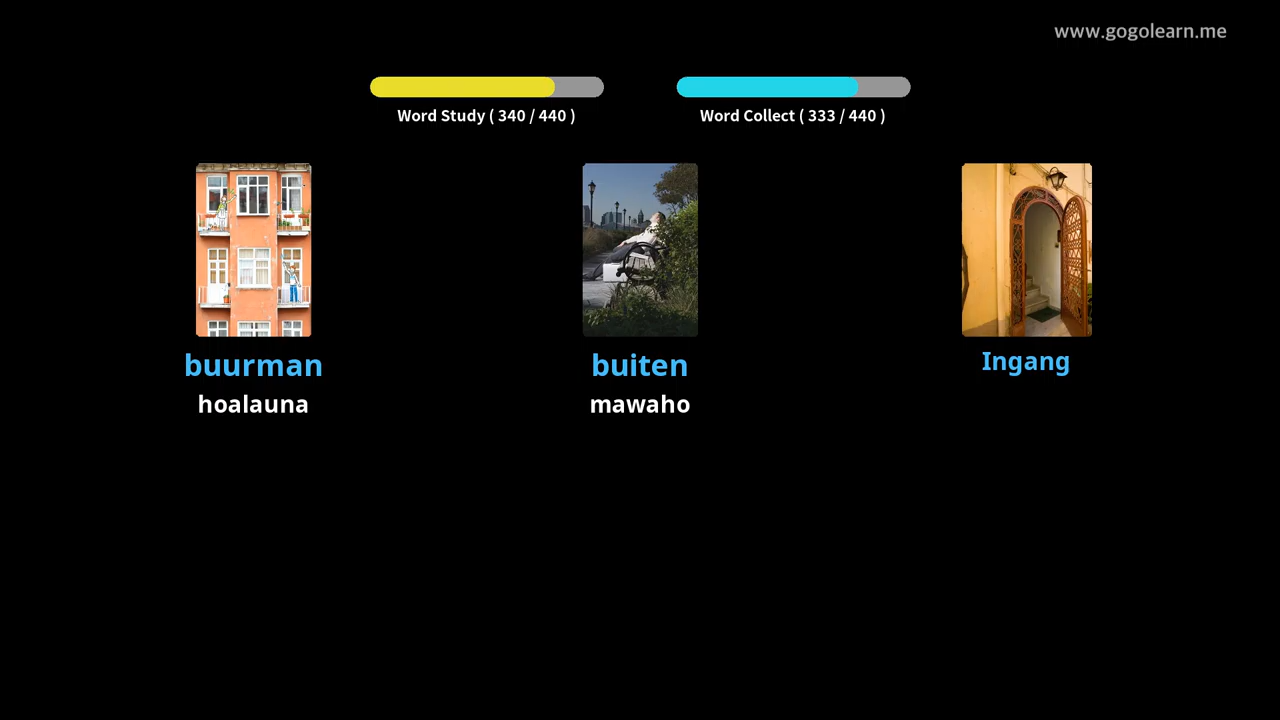 www.gogolearn.me
Word Study ( 340 / 440 )
Word Collect ( 333 / 440 )
buurman
hoalauna
buiten
mawaho
Ingang